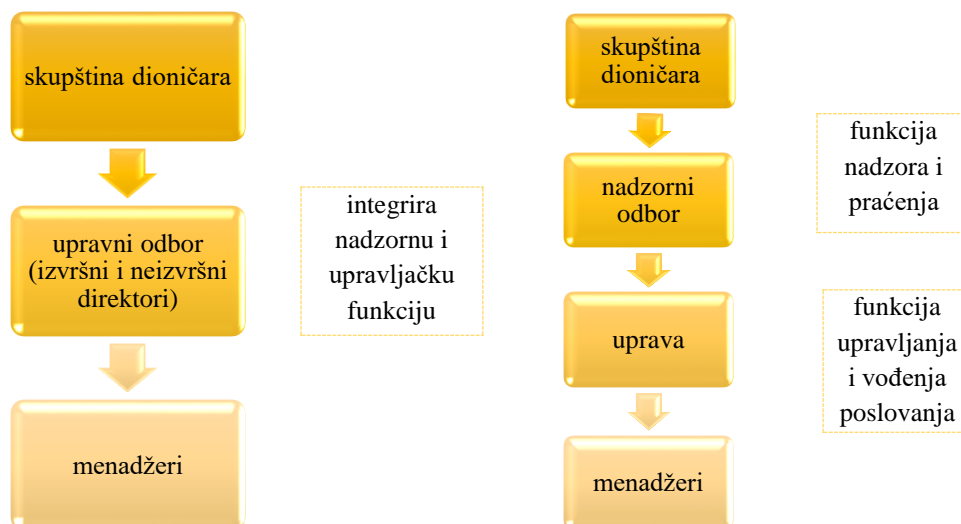 skupština dioničara
upravni odbor
(izvršni i neizvršni
direktori)
menadžeri
integrira
nadzornu i
upravljačku
funkciju
skupština
dioničara
nadzorni
odbor
uprava
menadžeri
funkcija
nadzora i
praćenja
funkcija
upravljanja
i vođenja
poslovanja